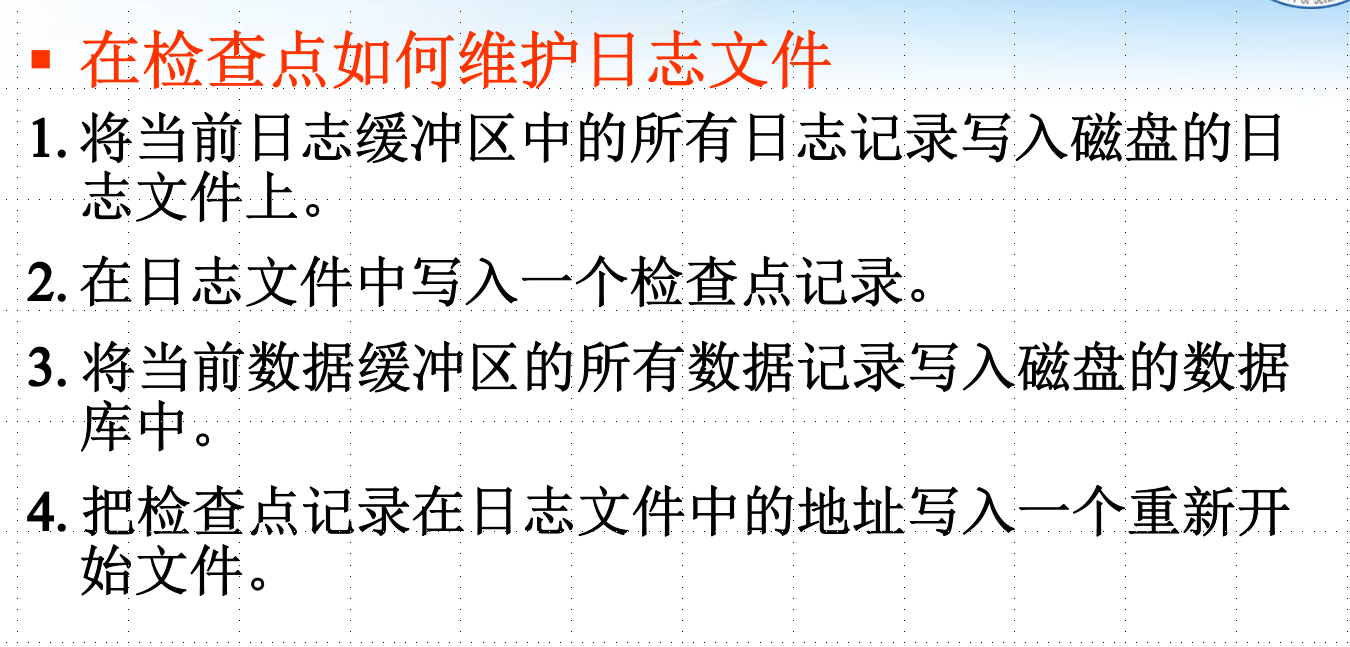 ▪ 在检查点如何维护日志文件
1. 将当前日志缓冲区中的所有日志记录写入磁盘的日
志文件上。
2. 在日志文件中写入一个检查点记录。
3. 将当前数据缓冲区的所有数据记录写入磁盘的数据
库中。
4. 把检查点记录在日志文件中的地址写入一个重新开
始文件。